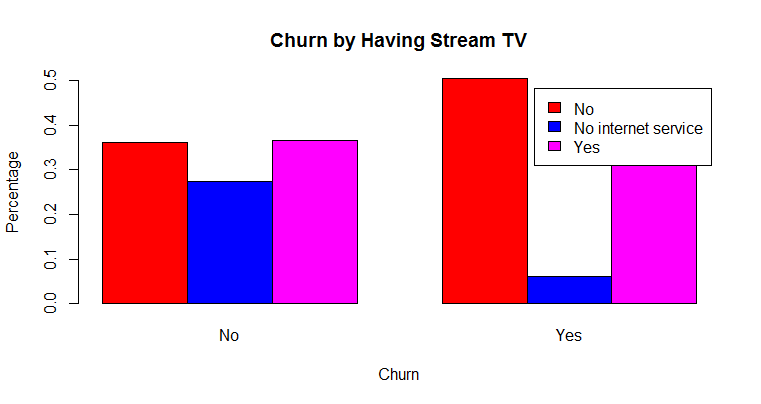 Churn by Having Stream TV
Percentage
0.5
0.4
0.3
0.2
0.1
0.0
No
No internet service
Yes
No
Yes
Churn